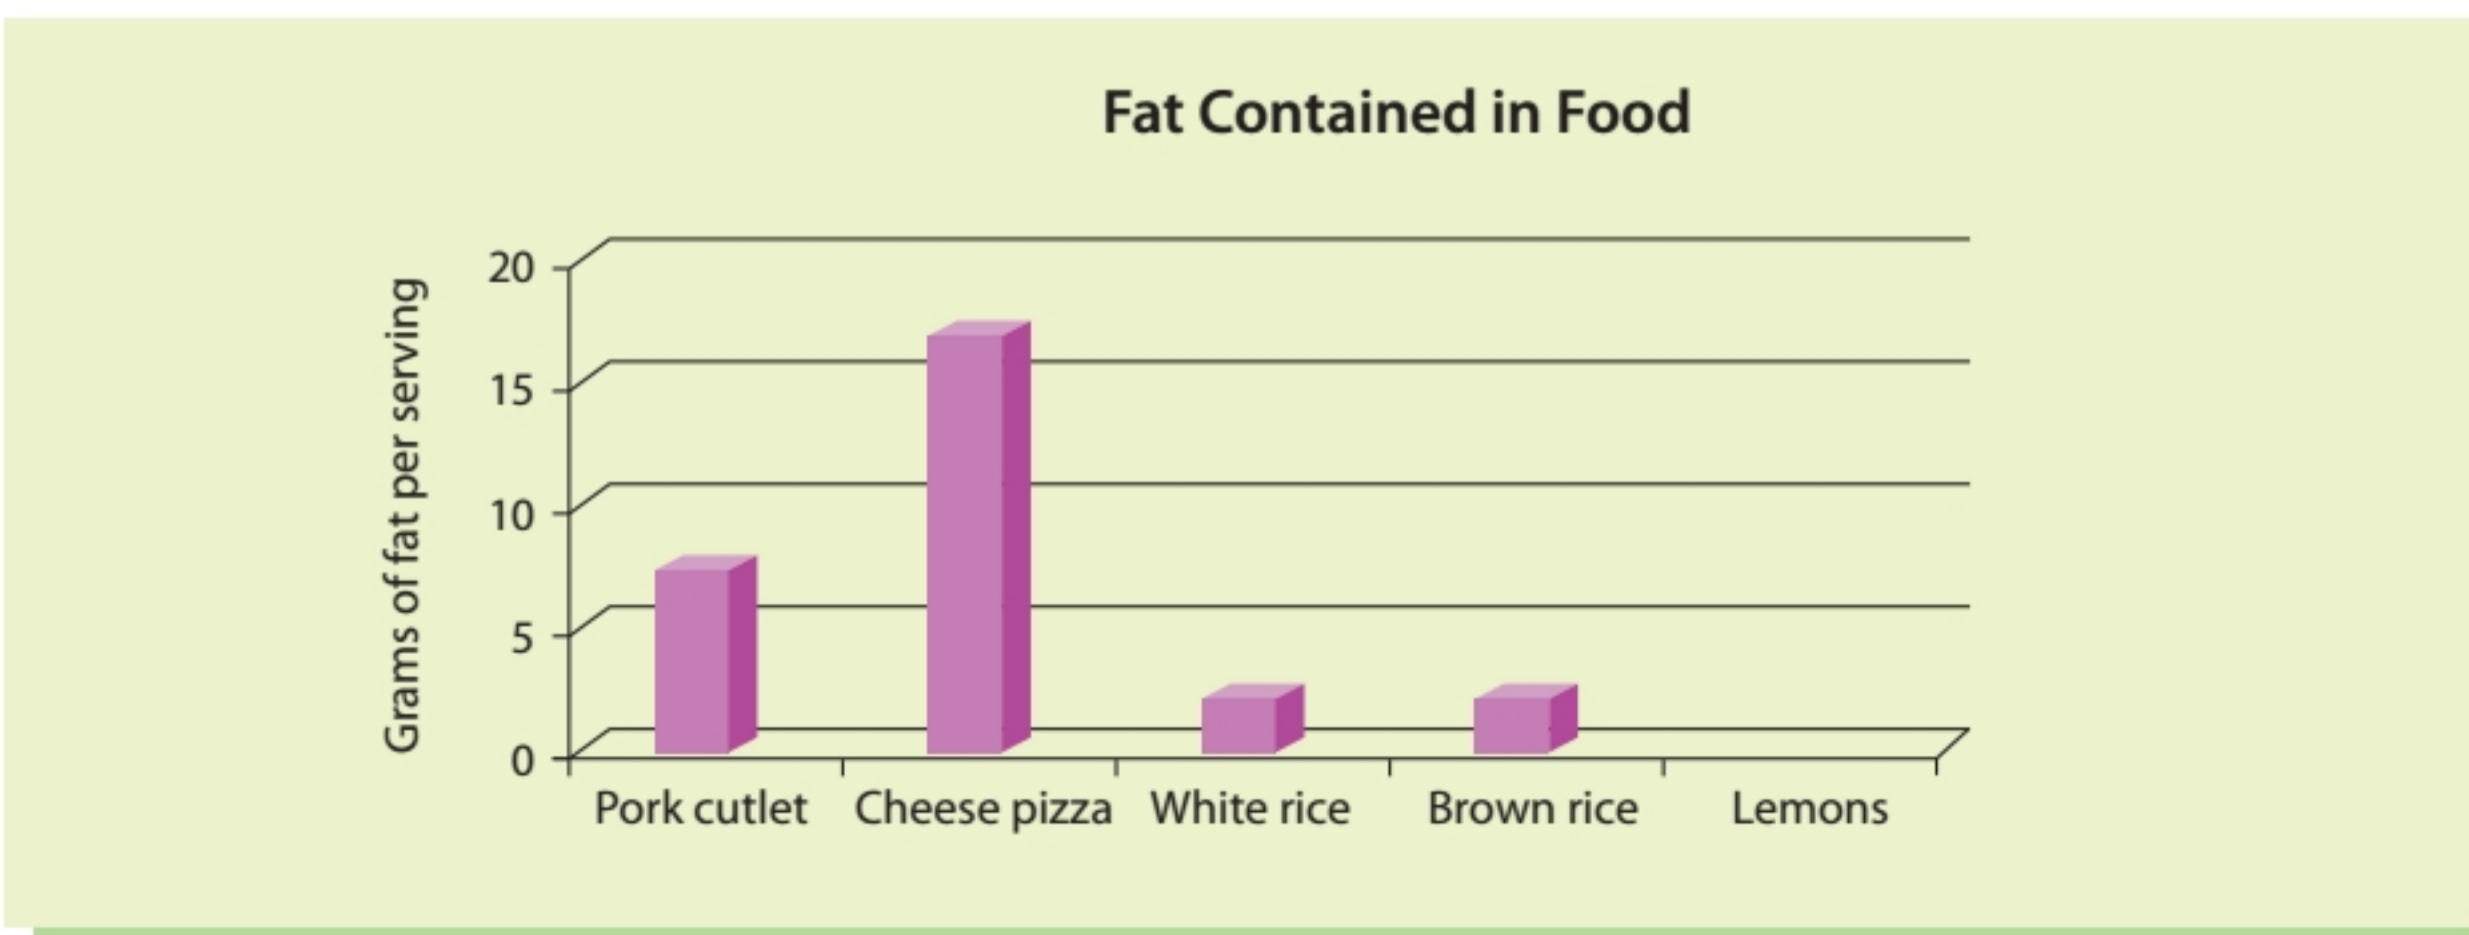 Fat Contained in Food
Grams of fat per serving
20
15
10
5
0
Pork cutlet Cheese pizza White rice Brown rice Lemons